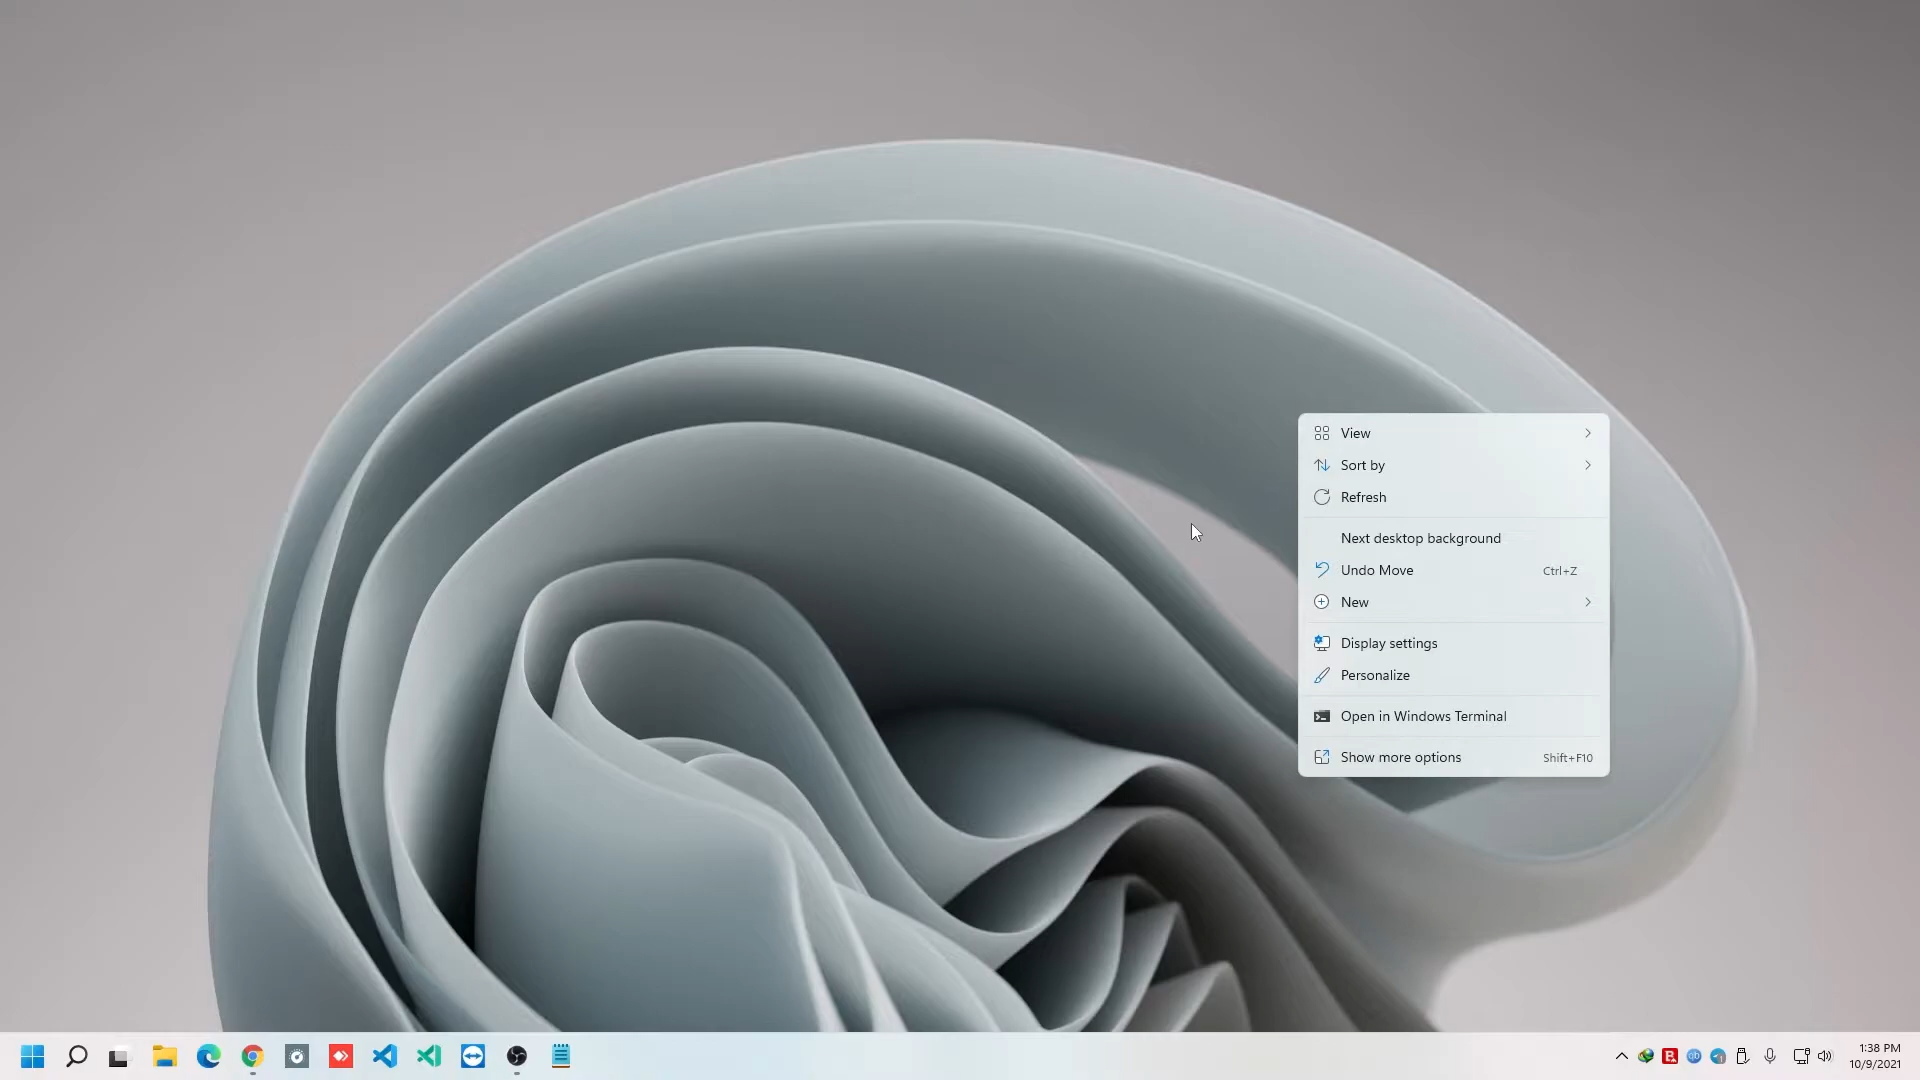 View
Sort by
Refresh
Next desktop background
Undo Move Ctrl+Z
New
Display settings
Personalize
Open in Windows Terminal
Show more options Shift+F10
1:38 PM
10/9/2021